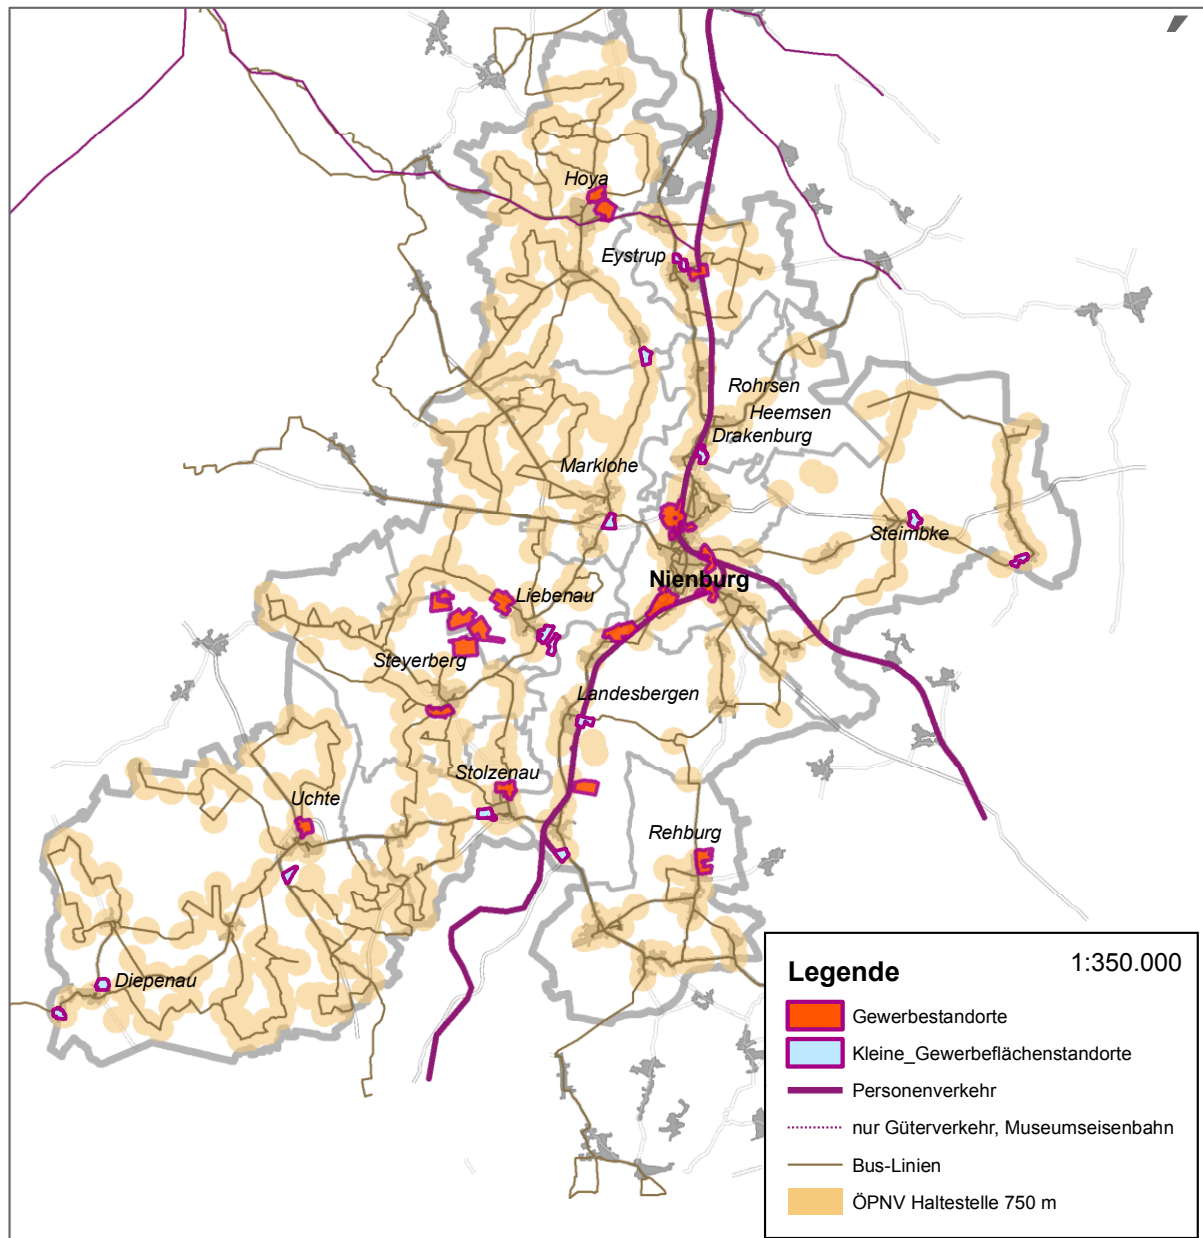 Hoya
Eystrup
Rohrsen
Heemsen
Drakenburg
Marklohe
Steimbke
Nienburg
Liebenau
Steyerberg
Landesbergen
Stolzenau
Uchte
Rehburg
Diepenau
Legende
1:350.000
Gewerbestandorte
Kleine_Gewerbeflächenstandorte
Personenverkehr
nur Güterverkehr, Museumseisenbahn
Bus-Linien
ÖPNV Haltestelle 750 m